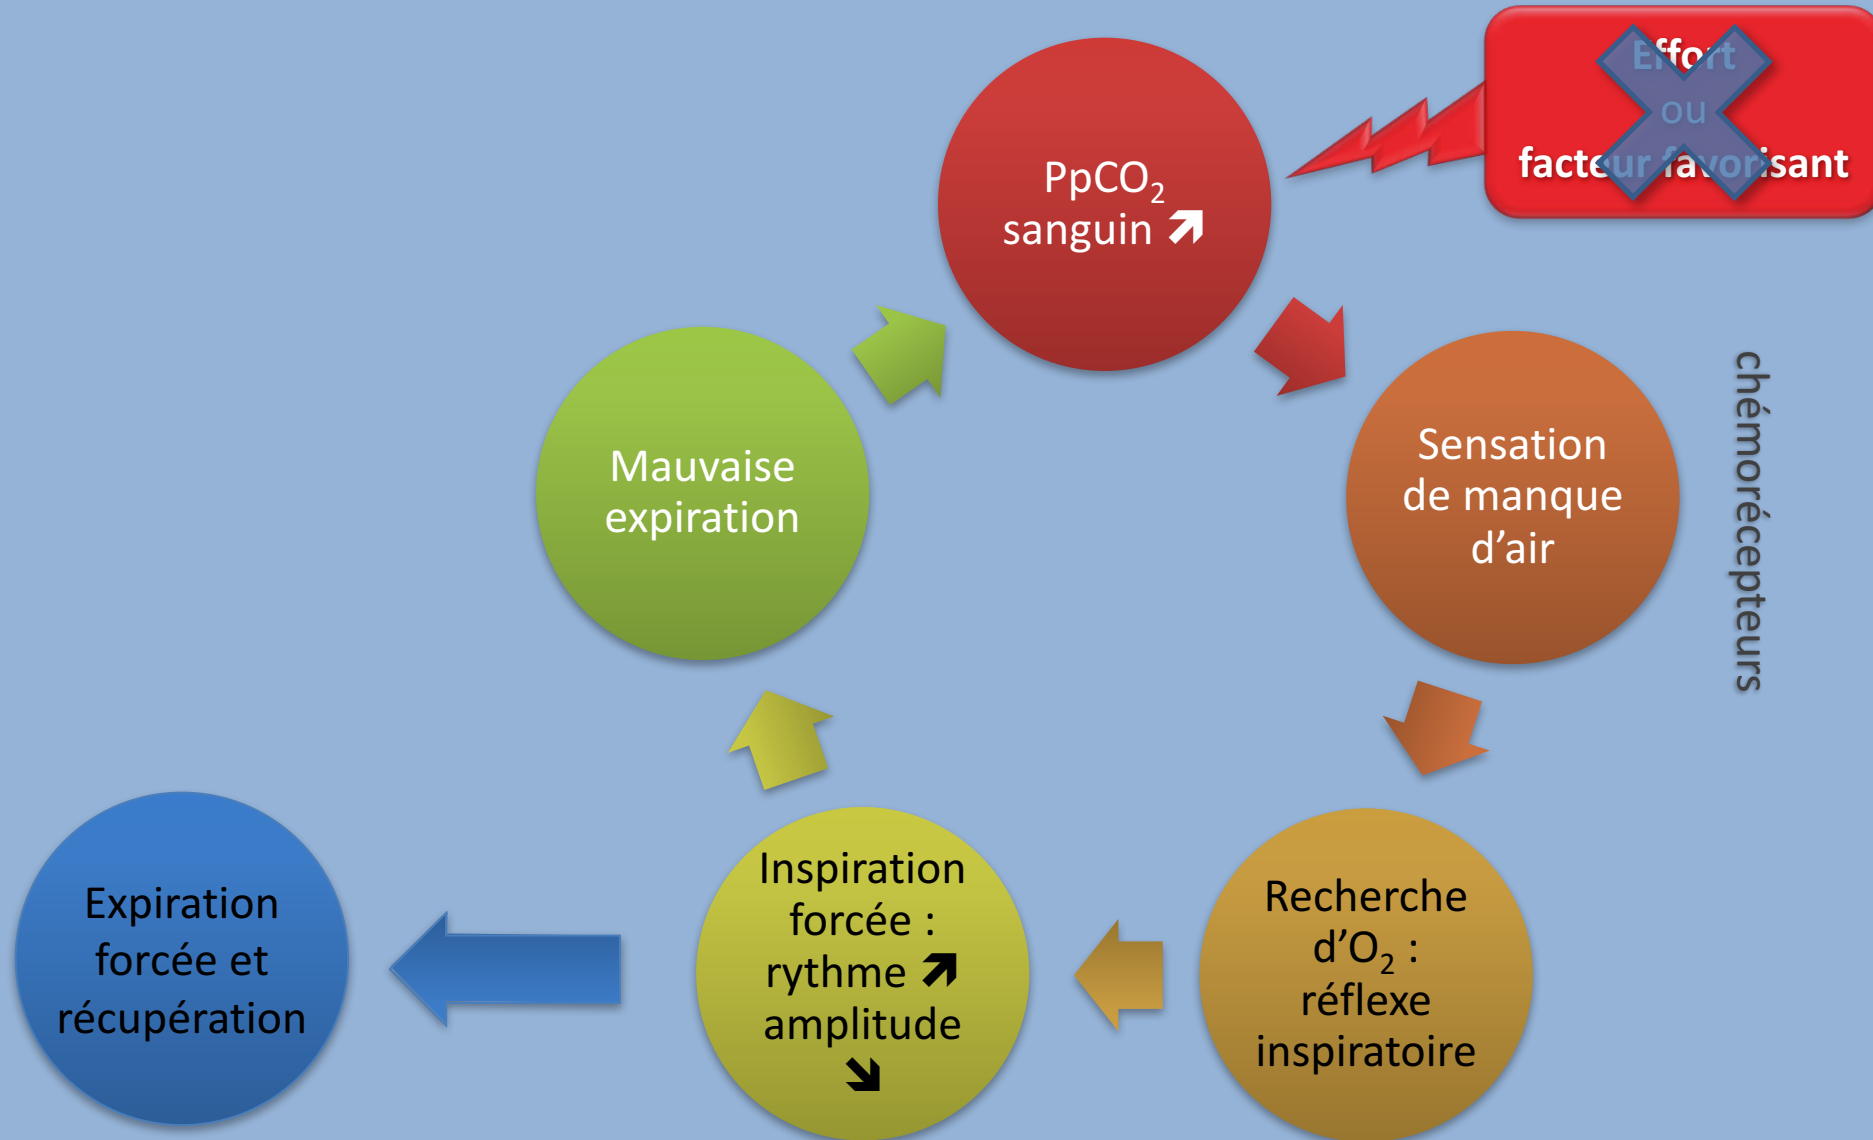 Effort
ou
facteur favorisant
PpCO₂
sanguin ↗
Sensation
de manque
d’air
chémorécepteurs
Recherche
d’O₂ :
réflexe
inspiratoire
Inspiration
forcée :
rythme ↗
amplitude
↘
Mauvaise
expiration
Expiration
forcée et
récupération